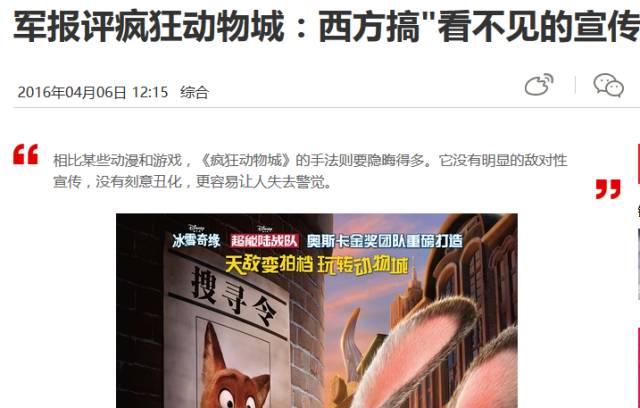 军报评疯狂动物城：西方搞"看不见的宣传
2016年04月06日 12:15 综合
相比某些动漫和游戏，《疯狂动物城》的手法则要隐晦得多。它没有明显的敌对性
宣传，没有刻意丑化，更容易让人失去警觉。
Disney Disney
冰雪奇缘 超能陆战队 奥斯卡金奖团队重磅打造
天敌变拍档 玩转动物城
搜寻令